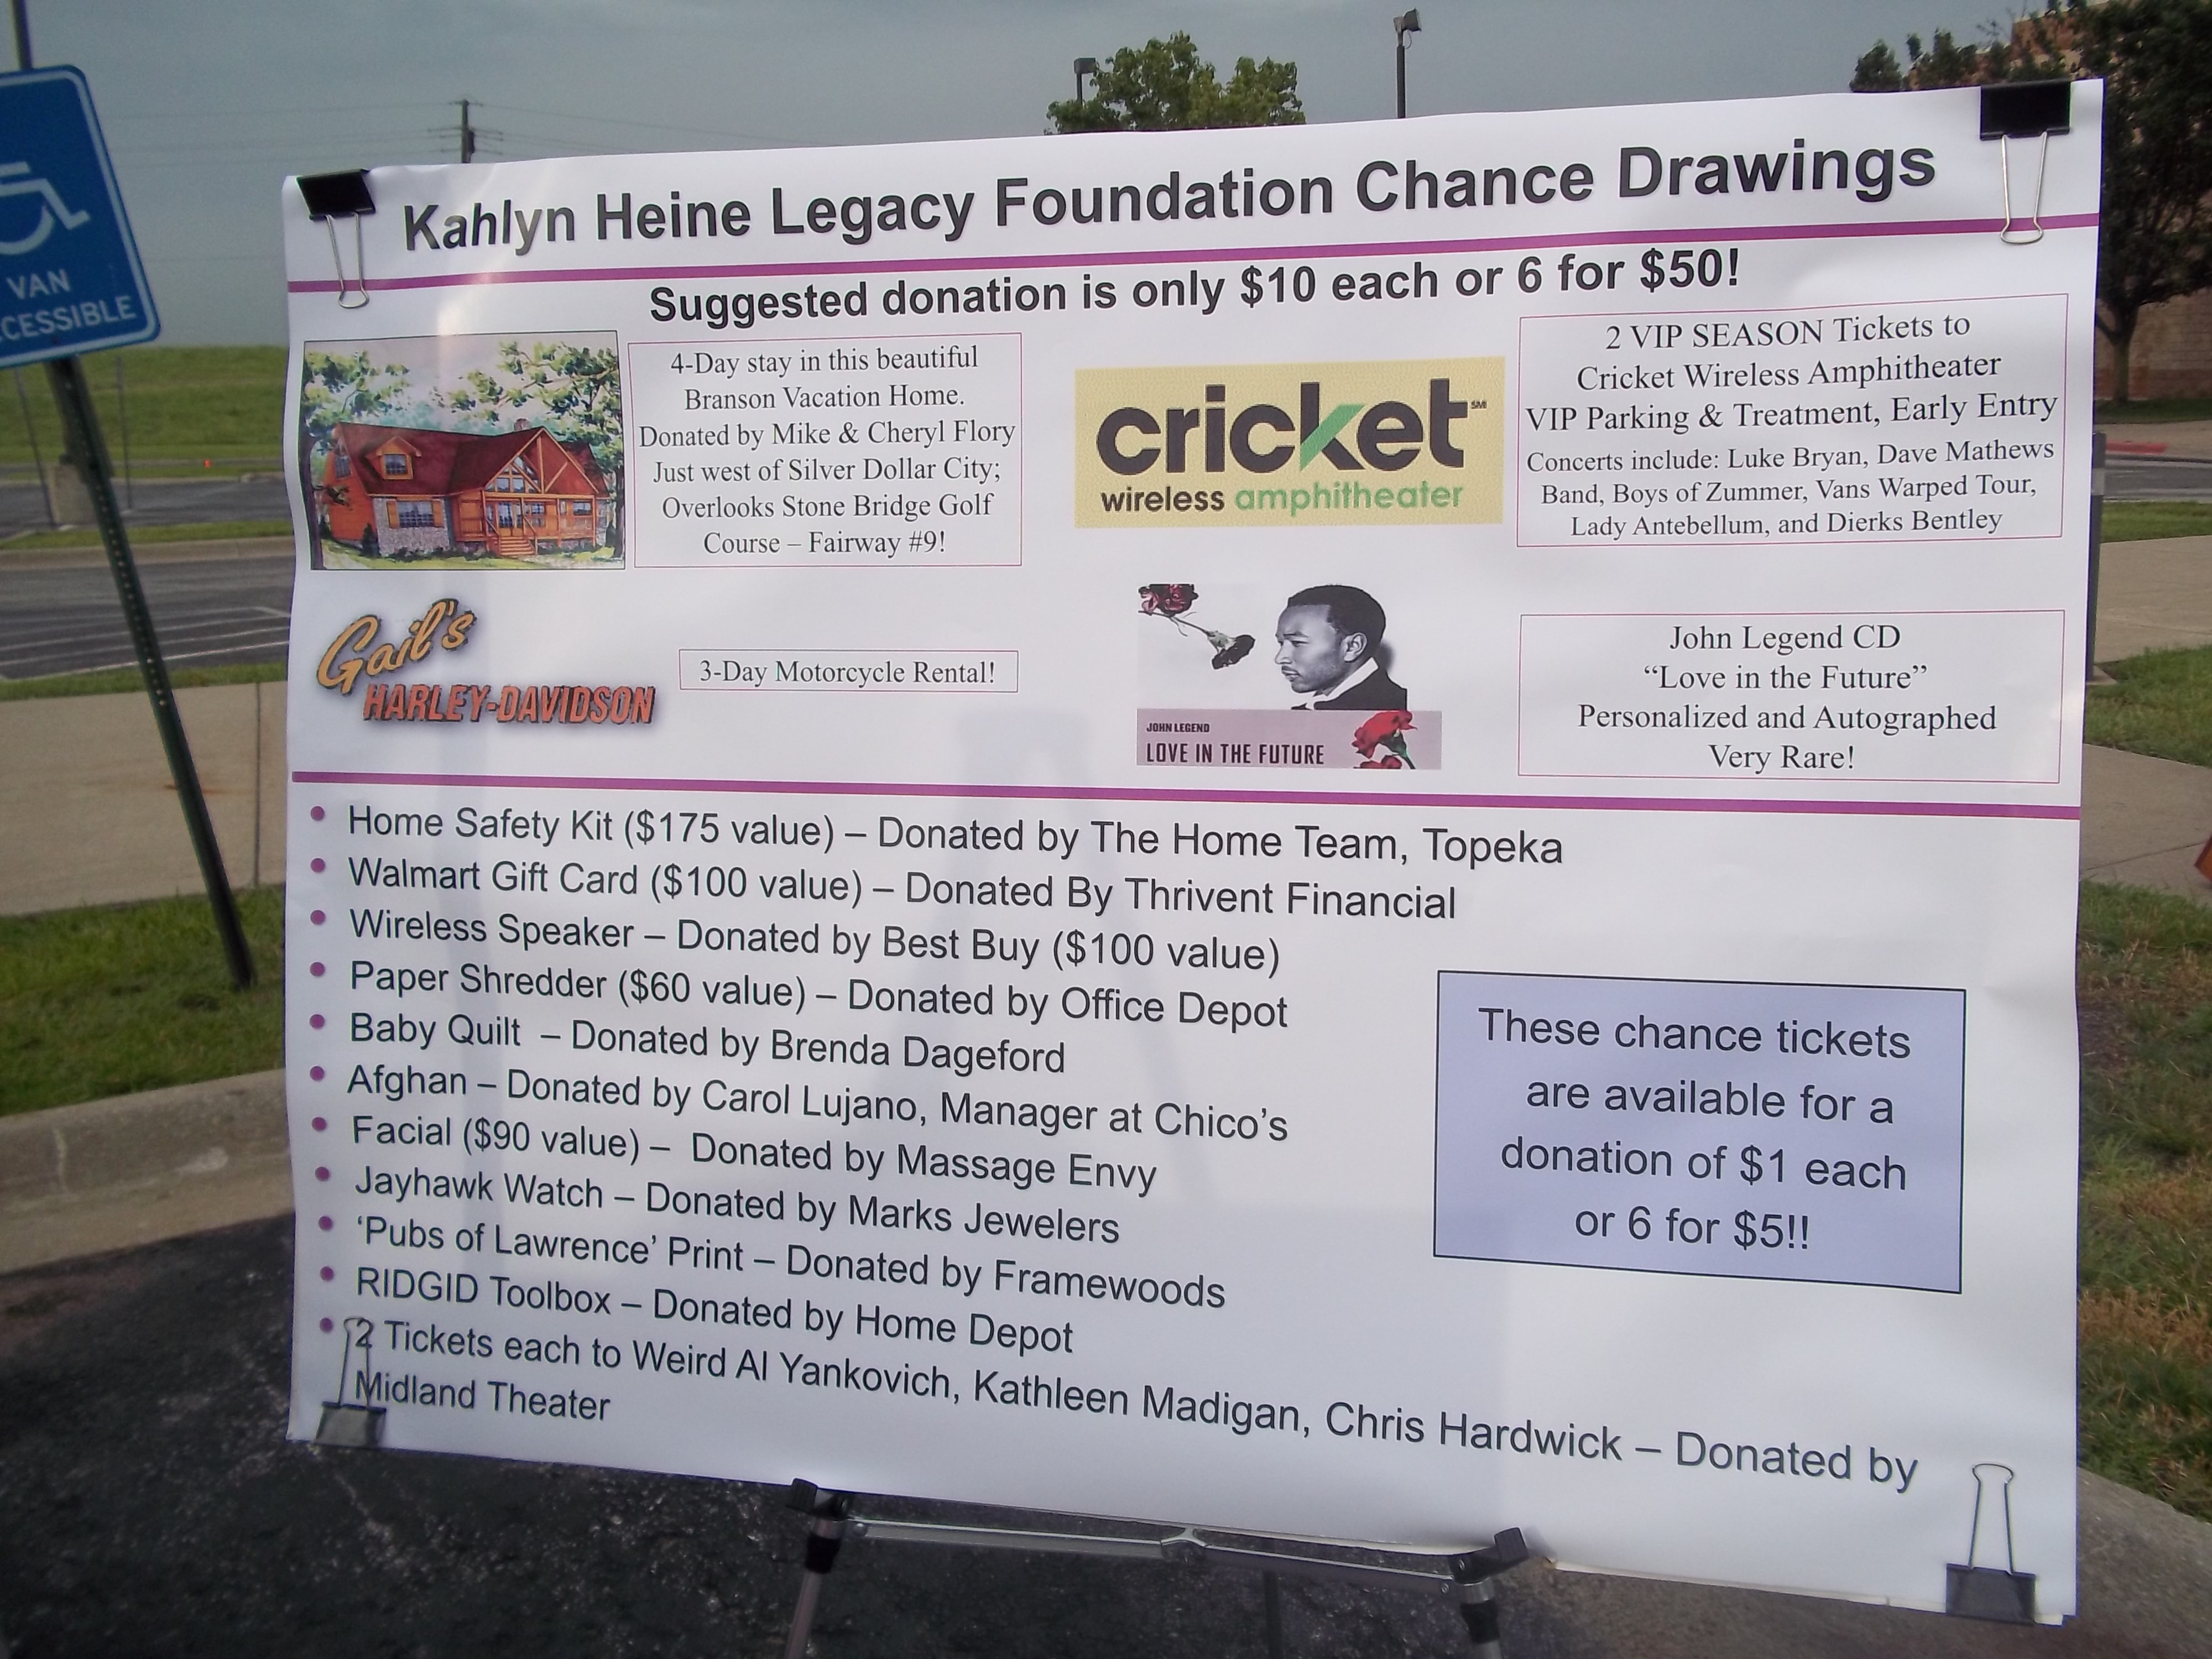 VAN
CESSIBLE
Kahlyn Heine Legacy Foundation Chance Drawings
Suggested donation is only $10 each or 6 for $50!
4-Day stay in this beautiful
Branson Vacation Home.
Donated by Mike & Cheryl Flory
Just west of Silver Dollar City;
Overlooks Stone Bridge Golf
Course – Fairway #9!
cricket SM
wireless amphitheater
2 VIP SEASON Tickets to
Cricket Wireless Amphitheater
VIP Parking & Treatment, Early Entry
Concerts include: Luke Bryan, Dave Mathews
Band, Boys of Zummer, Vans Warped Tour,
Lady Antebellum, and Dierks Bentley
Gail's
HARLEY-DAVIDSON
3-Day Motorcycle Rental!
JOHN LEGEND
LOVE IN THE FUTURE
John Legend CD
“Love in the Future”
Personalized and Autographed
Very Rare!
• Home Safety Kit ($175 value) – Donated by The Home Team, Topeka
• Walmart Gift Card ($100 value) – Donated By Thrivent Financial
• Wireless Speaker – Donated by Best Buy ($100 value)
• Paper Shredder ($60 value) – Donated by Office Depot
• Baby Quilt – Donated by Brenda Dageford
• Afghan – Donated by Carol Lujano, Manager at Chico’s
• Facial ($90 value) – Donated by Massage Envy
• Jayhawk Watch – Donated by Marks Jewelers
• ‘Pubs of Lawrence’ Print – Donated by Framewoods
• RIDGID Toolbox – Donated by Home Depot
• 2 Tickets each to Weird Al Yankovich, Kathleen Madigan, Chris Hardwick – Donated by
Midland Theater
These chance tickets
are available for a
donation of $1 each
or 6 for $5!!